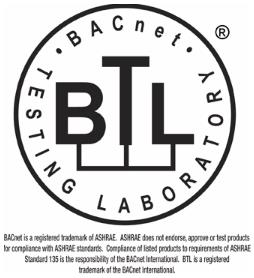 · BACnet ·
TESTING LABORATORY
BTL
®
BACnet is a registered trademark of ASHRAE.  ASHRAE does not endorse, approve or test products
for compliance with ASHRAE standards.  Compliance of listed products to requirements of ASHRAE
Standard 135 is the responsibility of the BACnet International.  BTL is a registered
trademark of the BACnet International.